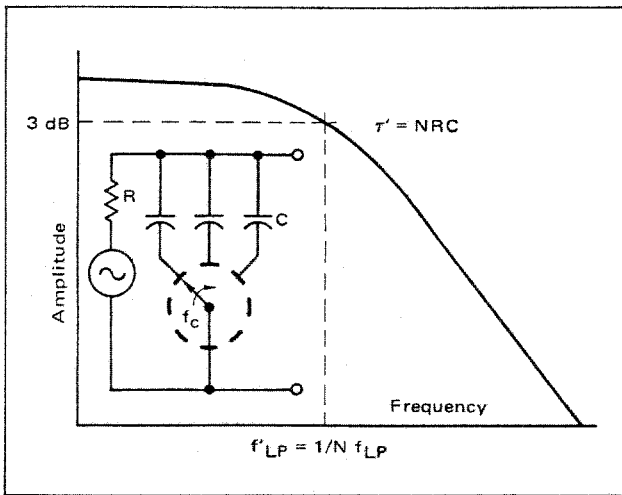 3 dB
τ' = NRC
R
C
Amplitude
f_c
Frequency
f'_LP = 1/N f_LP